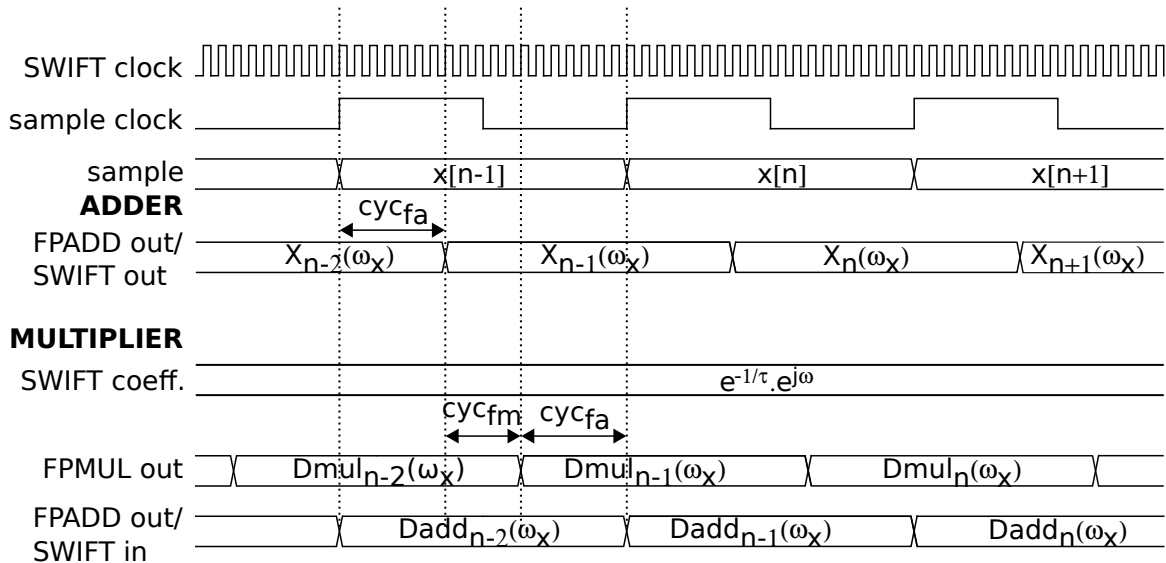 SWIFT clock
sample clock
sample x[n-1] x[n] x[n+1]
ADDER
cyc_fa
FPADD out/
SWIFT out
X_n-2(ω_x) X_n-1(ω_x) X_n(ω_x) X_n+1(ω_x)
MULTIPLIER
SWIFT coeff. e^-1/τ.e^jω
cyc_fm cyc_fa
FPMUL out Dmul_n-2(ω_x) Dmul_n-1(ω_x) Dmul_n(ω_x)
FPADD out/
SWIFT in
Dadd_n-2(ω_x) Dadd_n-1(ω_x) Dadd_n(ω_x)